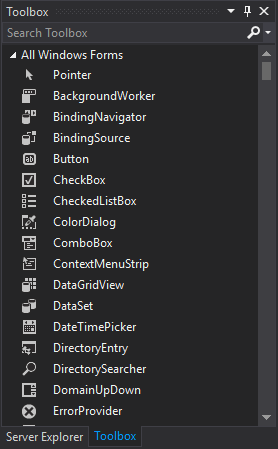 Toolbox
Search Toolbox
All Windows Forms
Pointer
BackgroundWorker
BindingNavigator
BindingSource
Button
CheckBox
CheckedListBox
ColorDialog
ComboBox
ContextMenuStrip
DataGridView
DataSet
DateTimePicker
DirectoryEntry
DirectorySearcher
DomainUpDown
ErrorProvider
Server Explorer Toolbox